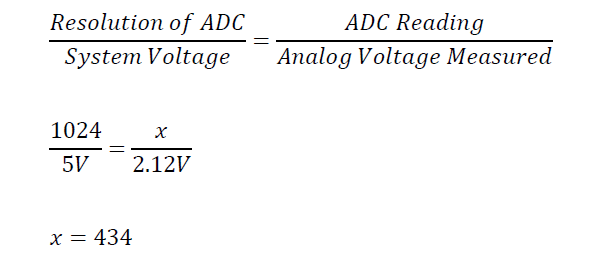 Resolution of ADC / System Voltage = ADC Reading / Analog Voltage Measured
1024 / 5V = x / 2.12V
x = 434